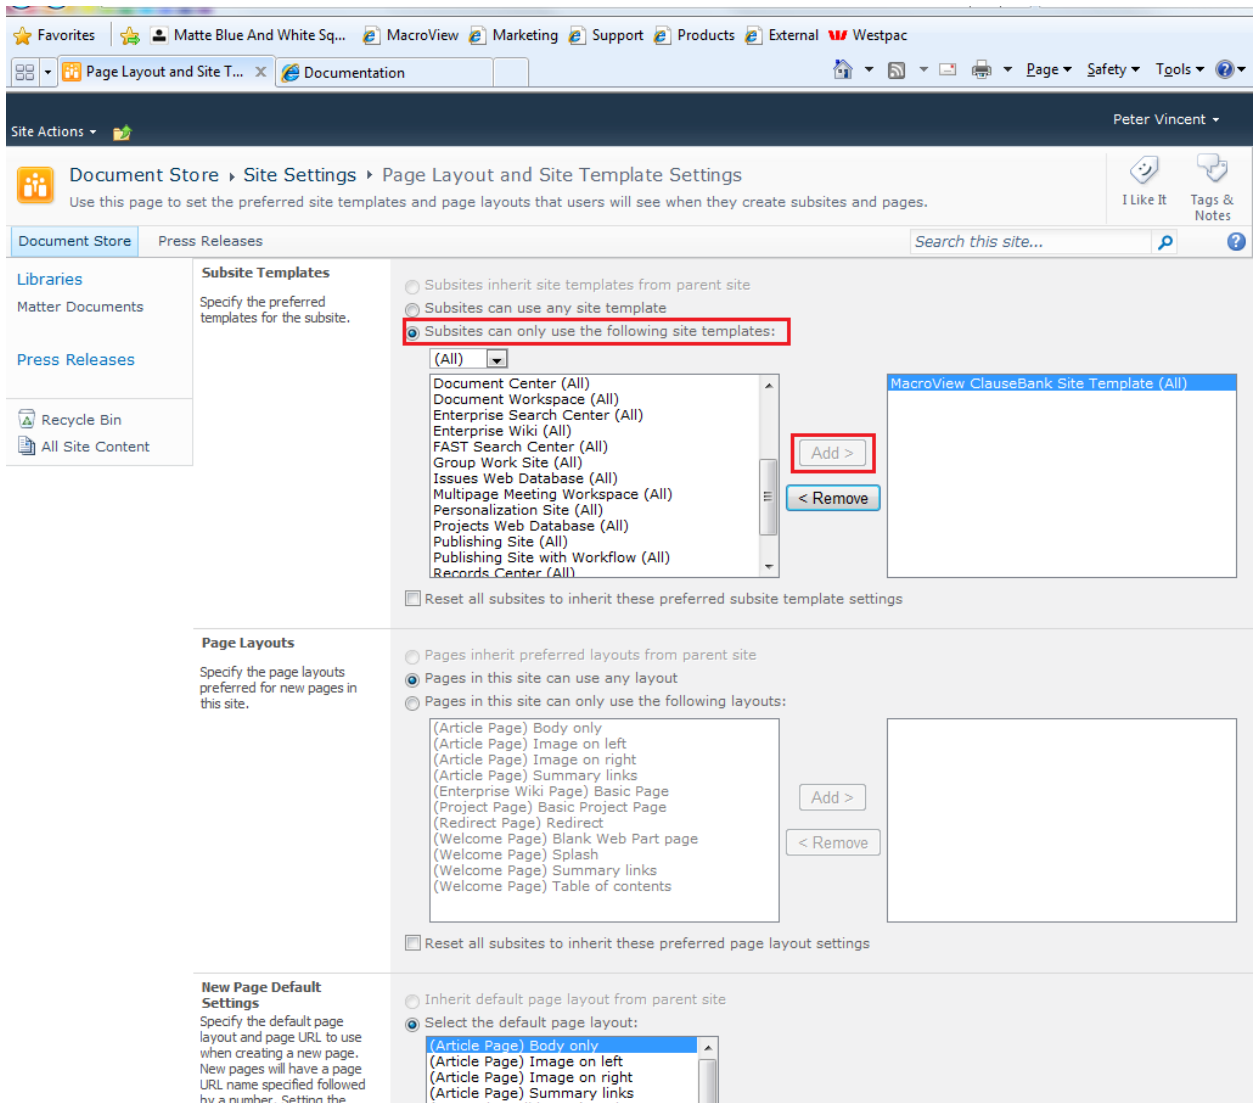 Favorites
Matte Blue And White Sq...
MacroView
Marketing
Support
Products
External
Westpac
Page Layout and Site T...
Documentation
Page
Safety
Tools
Peter Vincent
Site Actions
Document Store
Site Settings
Page Layout and Site Template Settings
Use this page to set the preferred site templates and page layouts that users will see when they create subsites and pages.
I Like It
Tags &
Notes
Document Store
Press Releases
Search this site...
Libraries
Matter Documents
Press Releases
Recycle Bin
All Site Content
Subsite Templates
Specify the preferred
templates for the subsite.
Subsites inherit site templates from parent site
Subsites can use any site template
Subsites can only use the following site templates:
(All)
Document Center (All)
Document Workspace (All)
Enterprise Search Center (All)
Enterprise Wiki (All)
FAST Search Center (All)
Group Work Site (All)
Issues Web Database (All)
Multipage Meeting Workspace (All)
Personalization Site (All)
Projects Web Database (All)
Publishing Site (All)
Publishing Site with Workflow (All)
Records Center (All)
Add >
< Remove
MacroView ClauseBank Site Template (All)
Reset all subsites to inherit these preferred subsite template settings
Page Layouts
Specify the page layouts
preferred for new pages in
this site.
Pages inherit preferred layouts from parent site
Pages in this site can use any layout
Pages in this site can only use the following layouts:
(Article Page) Body only
(Article Page) Image on left
(Article Page) Image on right
(Article Page) Summary links
(Enterprise Wiki Page) Basic Page
(Project Page) Basic Project Page
(Redirect Page) Redirect
(Welcome Page) Blank Web Part page
(Welcome Page) Splash
(Welcome Page) Summary links
(Welcome Page) Table of contents
Add >
< Remove
Reset all subsites to inherit these preferred page layout settings
New Page Default
Settings
Specify the default page
layout and page URL to use
when creating a new page.
New pages will have a page
URL name specified followed
by a number. Setting the
Inherit default page layout from parent site
Select the default page layout:
(Article Page) Body only
(Article Page) Image on left
(Article Page) Image on right
(Article Page) Summary links